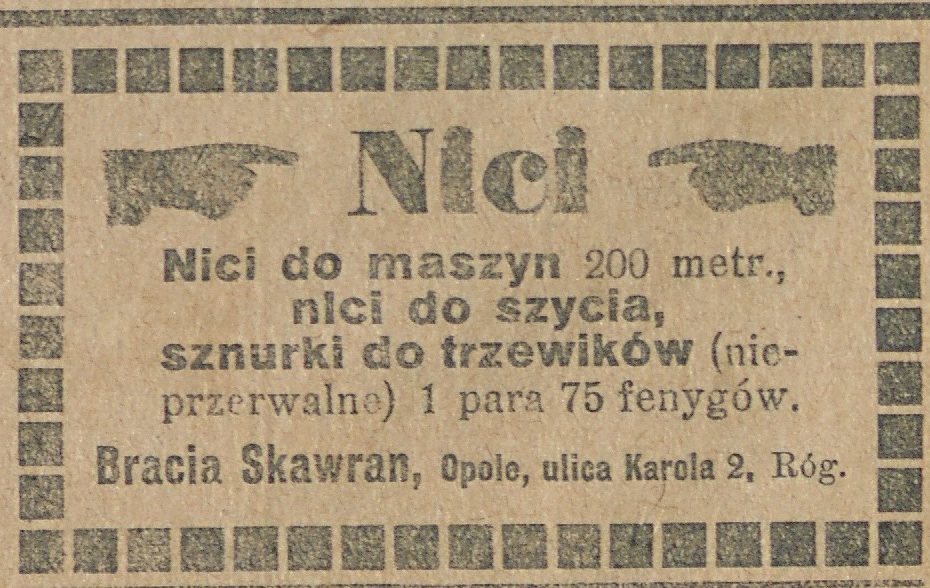 Nici
Nici do maszyn 200 metr.,
nici do szycia,
sznurki do trzewików (nie-
przerwalne) 1 para 75 fenygów.
Bracia Skawran, Opole, ulica Karola 2. Róg.